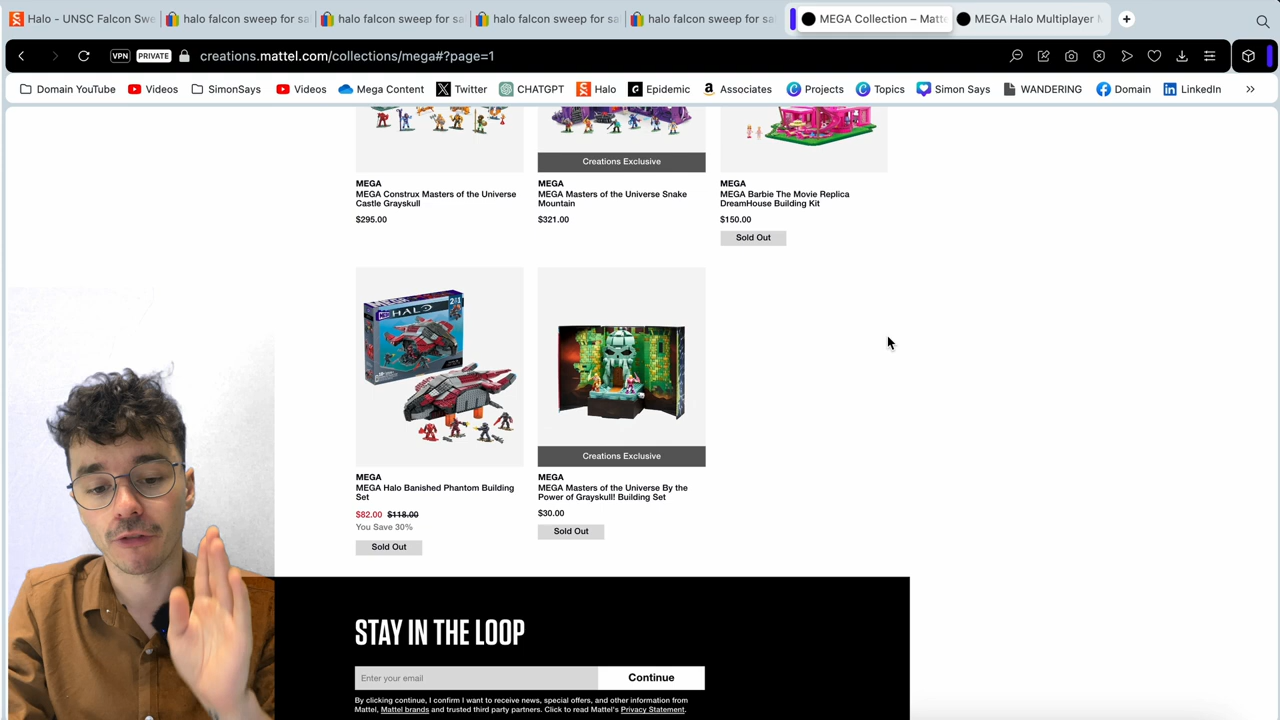 Halo - UNSC Falcon Swe
halo falcon sweep for sa
halo falcon sweep for sa
halo falcon sweep for sa
halo falcon sweep for sa
MEGA Collection – Matte
MEGA Halo Multiplayer M
VPN PRIVATE creations.mattel.com/collections/mega#?page=1
Domain YouTube Videos SimonSays Videos Mega Content Twitter CHATGPT Halo Epidemic Associates Projects Topics Simon Says WANDERING Domain LinkedIn
MEGA
MEGA Construx Masters of the Universe
Castle Grayskull
$295.00
Creations Exclusive
MEGA
MEGA Masters of the Universe Snake
Mountain
$321.00
MEGA
MEGA Barbie The Movie Replica
DreamHouse Building Kit
$150.00
Sold Out
MEGA HALO 2in1
MEGA
MEGA Halo Banished Phantom Building
Set
$82.00 $118.00
You Save 30%
Sold Out
Creations Exclusive
MEGA
MEGA Masters of the Universe By the
Power of Grayskull! Building Set
$30.00
Sold Out
STAY IN THE LOOP
Enter your email
Continue
By clicking continue, I confirm I want to receive news, special offers, and other information from
Mattel, Mattel brands and trusted third party partners. Click to read Mattel's Privacy Statement.